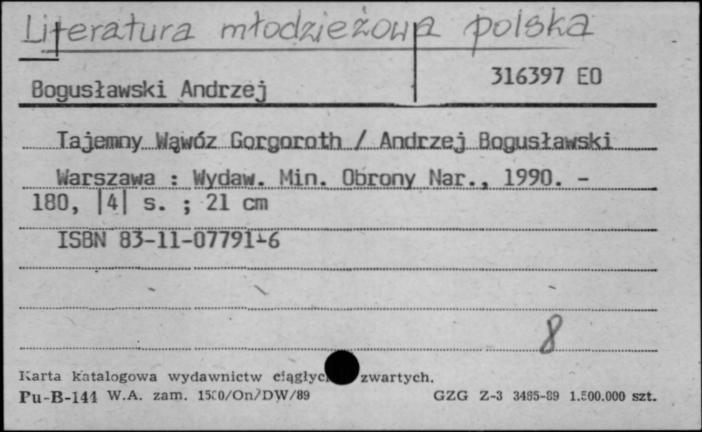 Literatura młodzieżowa polska
Bogusławski Andrzej 316397 EO
Tajemny Wąwóz Gorgoroth / Andrzej Bogusławski
Warszawa : Wydaw. Min. Obrony Nar., 1990. -
180, |4| s. ; 21 cm
ISBN 83-11-07791-6
8
Karta katalogowa wydawnictw ciągłyc zwartych.
Pu-B-144 W.A. zam. /On/DW/89 GZG Z-3 3485-89 1.500.000 szt.